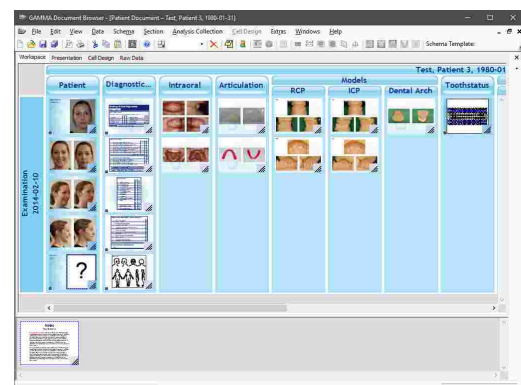 GAMMA Document Browser - [Patient Document - Test, Patient 3, 1980-01-31]
File Edit View Data Schema Section Analysis Collection Cell Design Extras Windows Help
Schema Template:
Workspace Presentation Cell Design Raw Data
Test, Patient 3, 1980-01
Patient Diagnostic... Intraoral Articulation Models Toothstatus
RCP ICP Dental Arch
Examination
2014-02-10
?